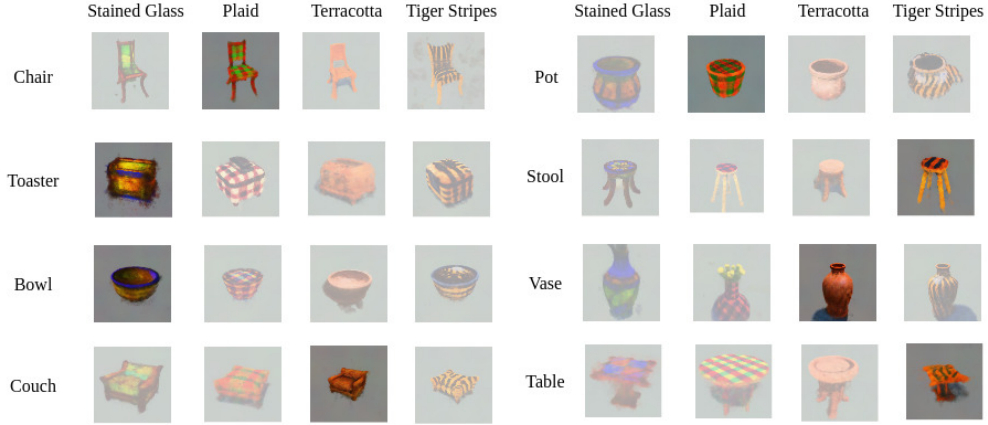 Stained Glass Plaid Terracotta Tiger Stripes
Chair
Toaster
Bowl
Couch
Stained Glass Plaid Terracotta Tiger Stripes
Pot
Stool
Vase
Table